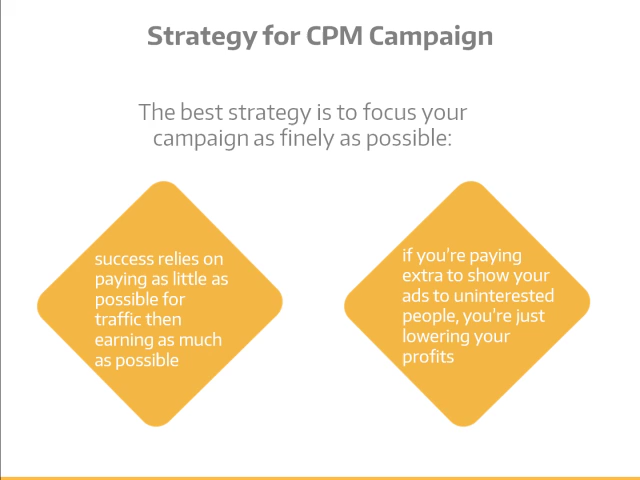 Strategy for CPM Campaign
The best strategy is to focus your
campaign as finely as possible:
success relies on
paying as little as
possible for
traffic then
earning as much
as possible
if you're paying
extra to show your
ads to uninterested
people, you're just
lowering your
profits